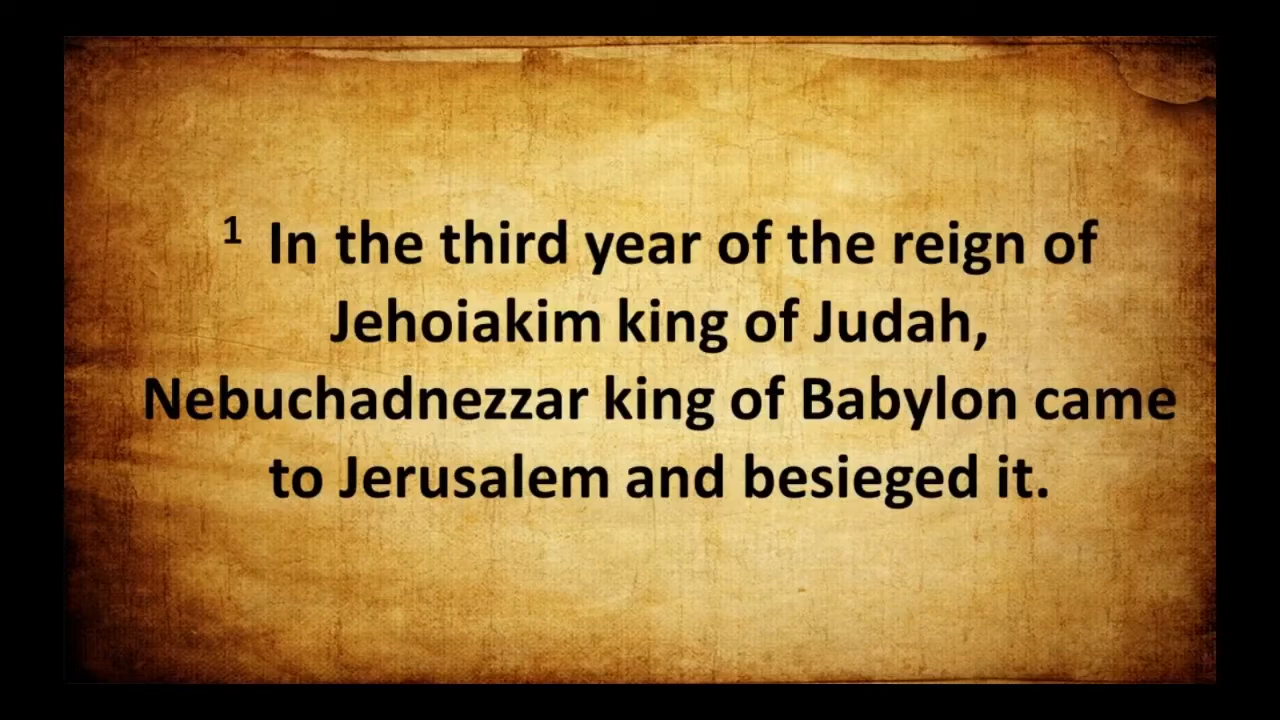 1 In the third year of the reign of
Jehoiakim king of Judah,
Nebuchadnezzar king of Babylon came
to Jerusalem and besieged it.